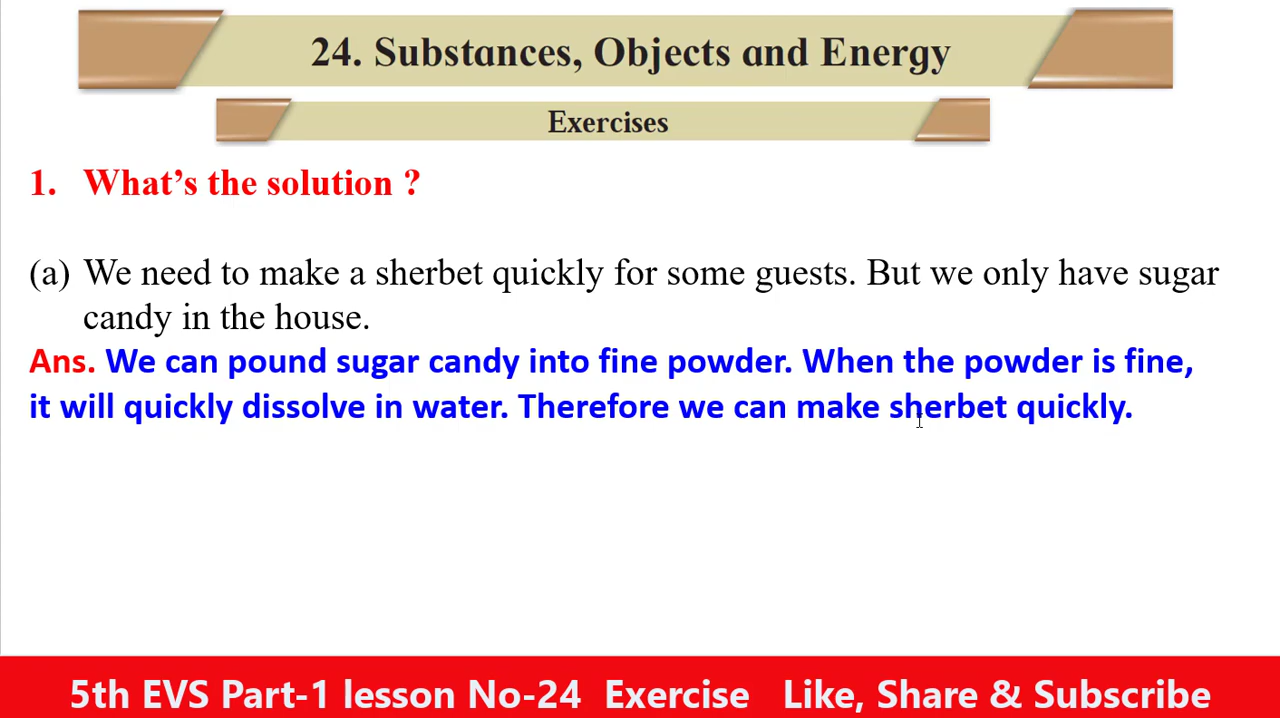 24. Substances, Objects and Energy
Exercises
1. What's the solution ?
(a) We need to make a sherbet quickly for some guests. But we only have sugar
candy in the house.
Ans. We can pound sugar candy into fine powder. When the powder is fine,
it will quickly dissolve in water. Therefore we can make sherbet quickly.
5th EVS Part-1 lesson No-24 Exercise Like, Share & Subscribe